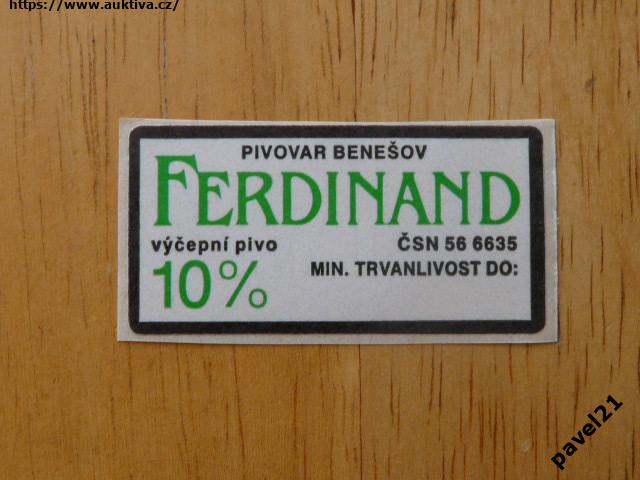 https://www.auktiva.cz/
PIVOVAR BENEŠOV
FERDINAND
výčepní pivo
ČSN 56 6635
10%
MIN. TRVANLIVOST DO:
pavel21